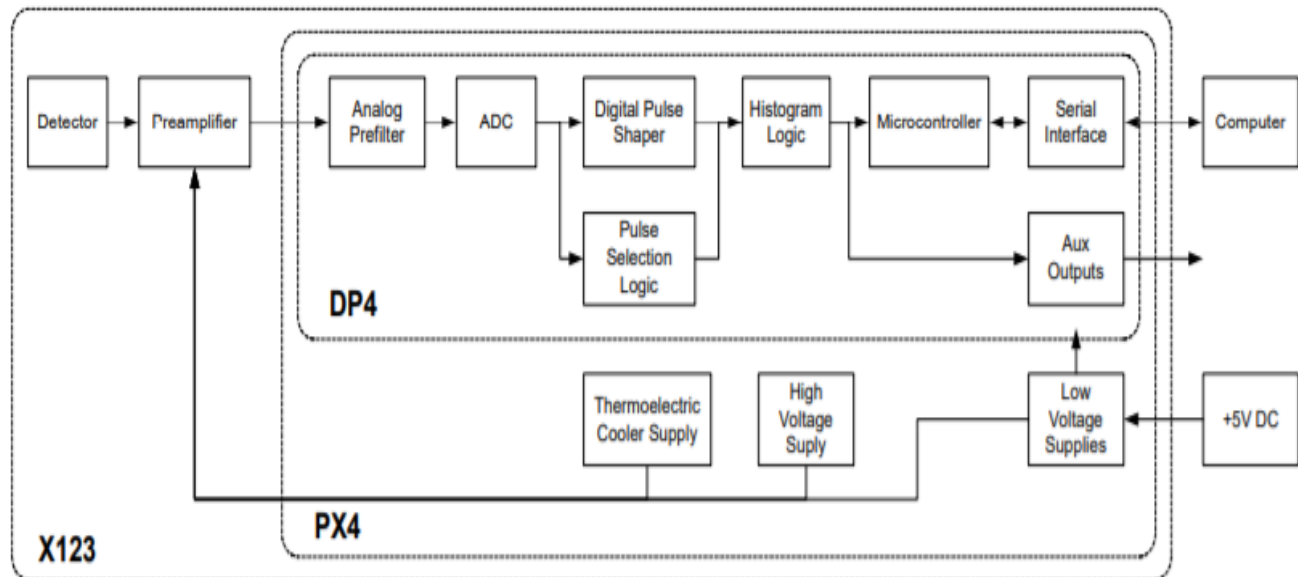 Detector
Preamplifier
Analog
Prefilter
ADC
Digital Pulse
Shaper
Histogram
Logic
Microcontroller
Serial
Interface
Computer
Pulse
Selection
Logic
Aux
Outputs
DP4
Thermoelectric
Cooler Supply
High
Voltage
Suply
Low
Voltage
Supplies
+5V DC
PX4
X123